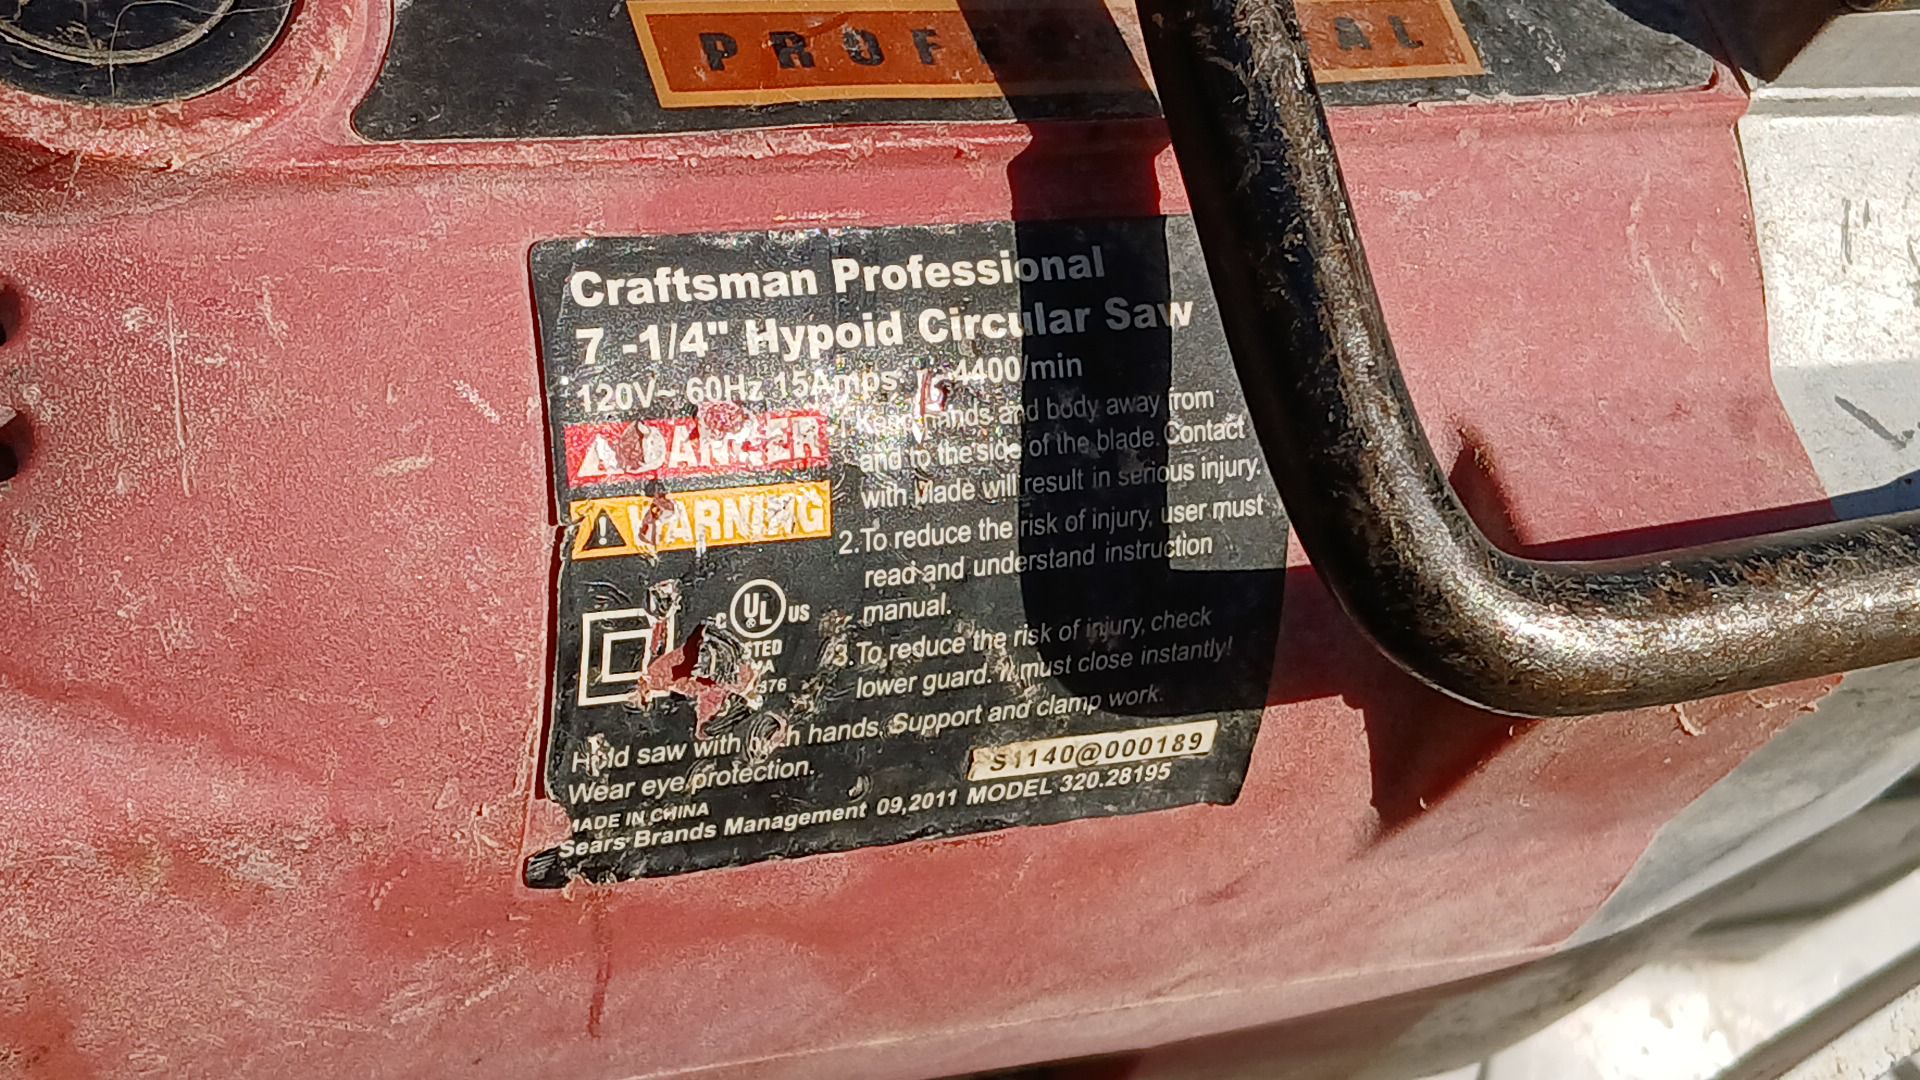 Craftsman Professional
7 -1/4" Hypoid Circular Saw
120V~ 60Hz 15Amps 4400/min
DANGER
WARNING
1. Keep hands and body away from
and to the side of the blade. Contact
with blade will result in serious injury.
2.To reduce the risk of injury, user must
read and understand instruction
manual.
3.To reduce the risk of injury, check
lower guard. It must close instantly!
C UL ® US
376
Hold saw with both hands. Support and clamp work.
Wear eye protection.
S1140@000189
MADE IN CHINA
Sears Brands Management 09,2011 MODEL 320.28195